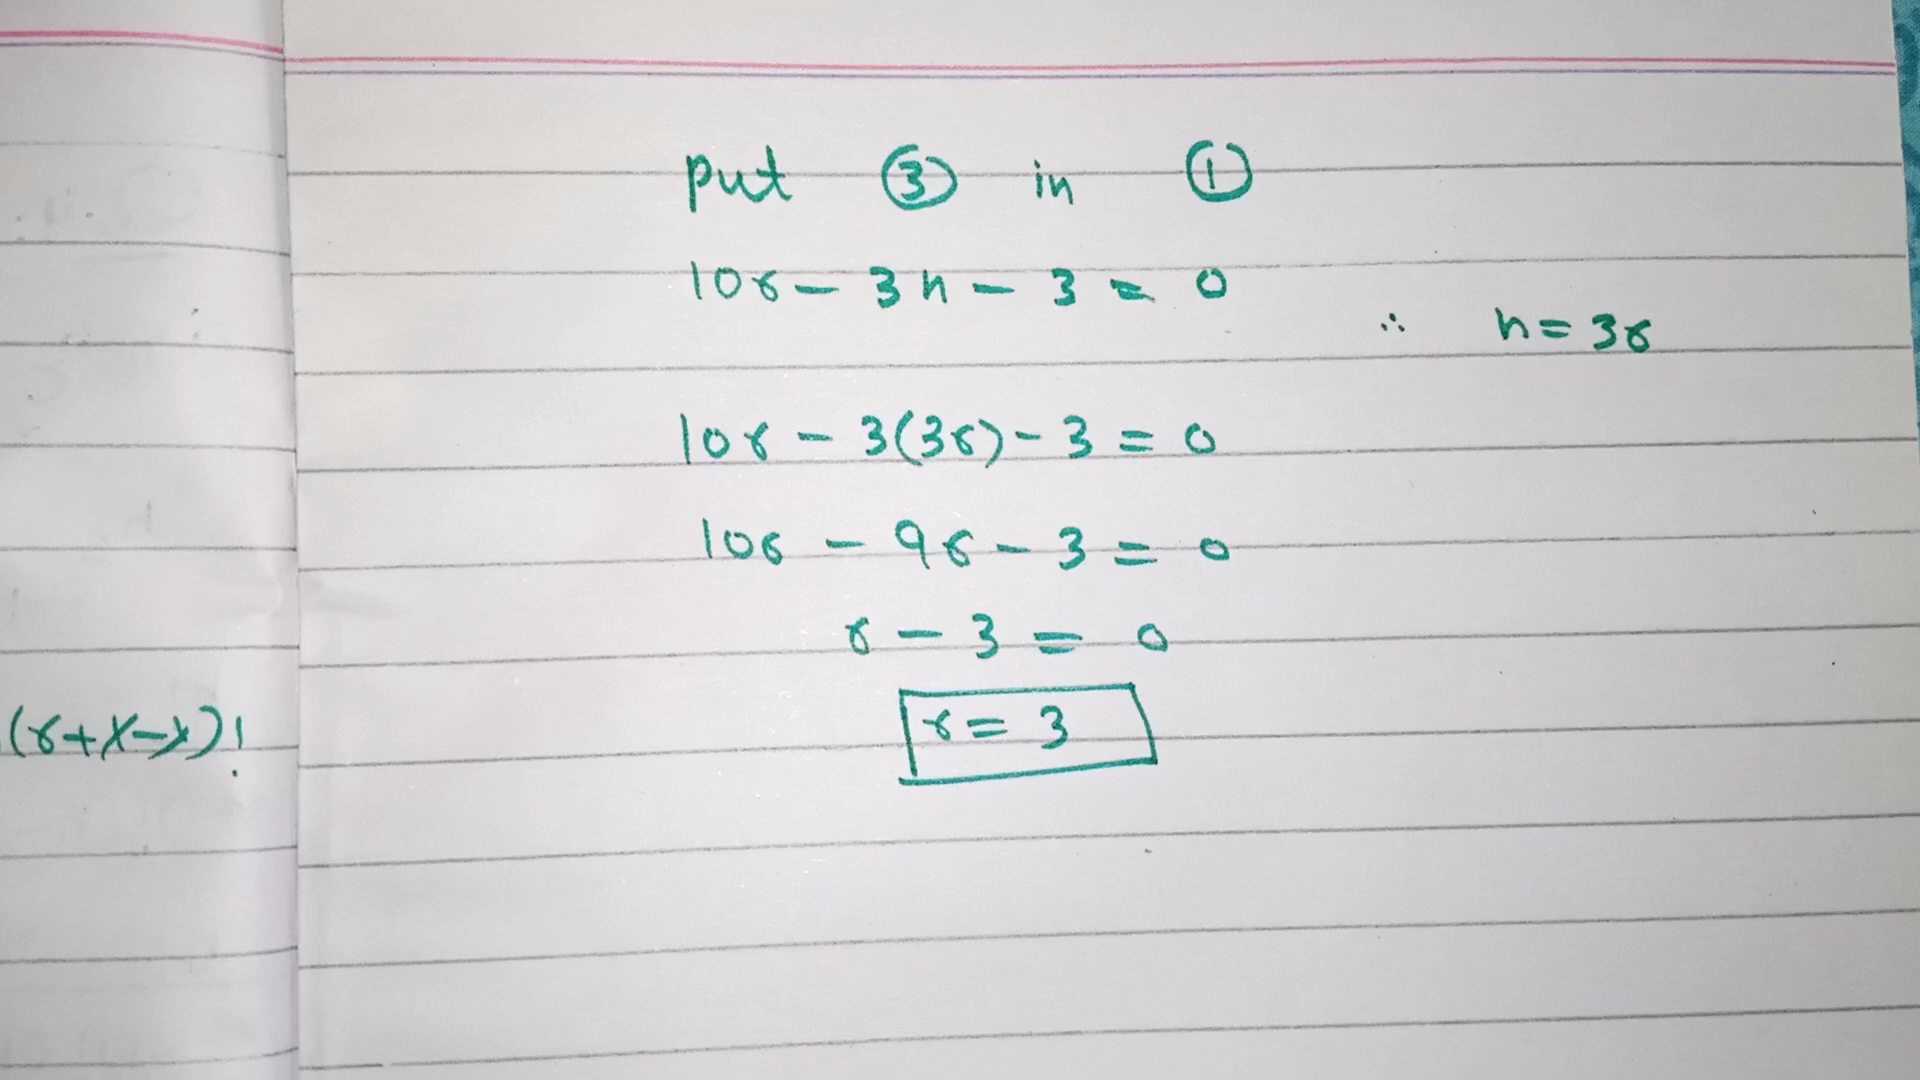 put ③ in ①
10r - 3n - 3 = 0
∴ n = 3r
10r - 3(3r) - 3 = 0
10r - 9r - 3 = 0
r - 3 = 0
(r+x-x)!
r = 3